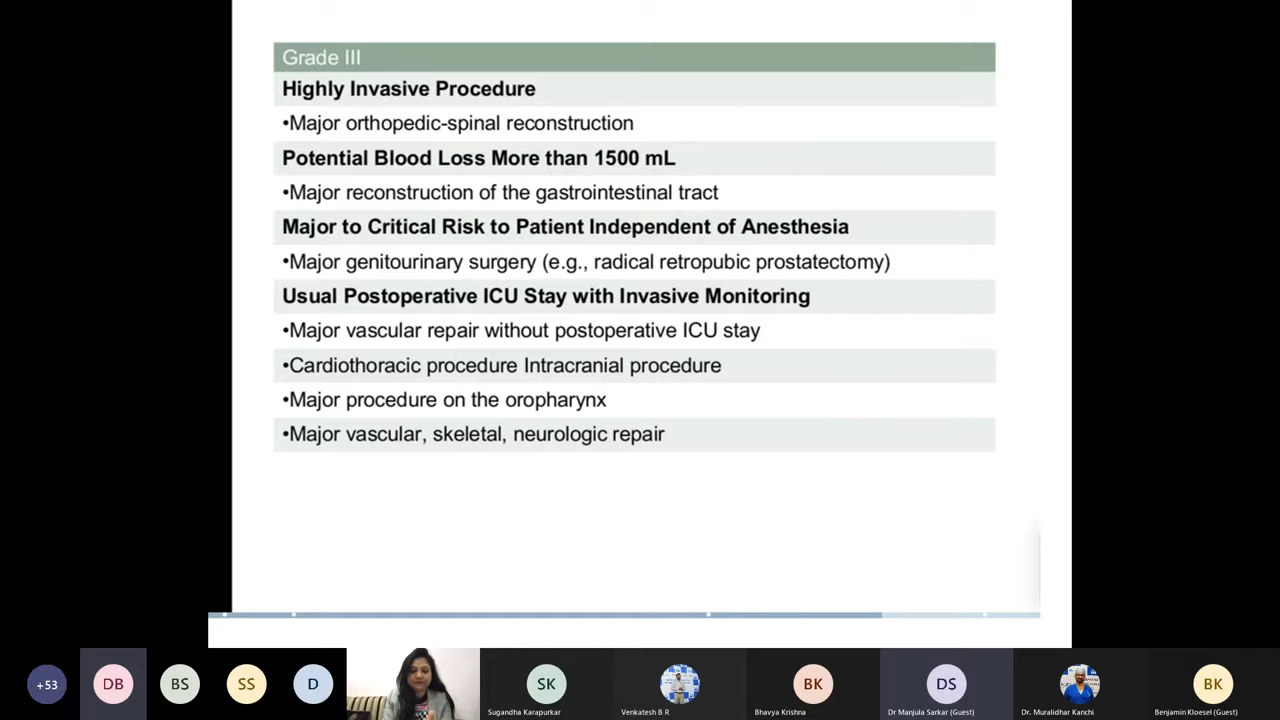 Grade III
Highly Invasive Procedure
•Major orthopedic-spinal reconstruction
Potential Blood Loss More than 1500 mL
•Major reconstruction of the gastrointestinal tract
Major to Critical Risk to Patient Independent of Anesthesia
•Major genitourinary surgery (e.g., radical retropubic prostatectomy)
Usual Postoperative ICU Stay with Invasive Monitoring
•Major vascular repair without postoperative ICU stay
•Cardiothoracic procedure Intracranial procedure
•Major procedure on the oropharynx
•Major vascular, skeletal, neurologic repair
+53
DB
BS
SS
D
SK
BK
DS
BK
Sugandha Karapurkar
Venkatesh B R
Bhavya Krishna
Dr Manjula Sarkar (Guest)
Dr. Muralidhar Kanchi
Benjamin Kloesel (Guest)